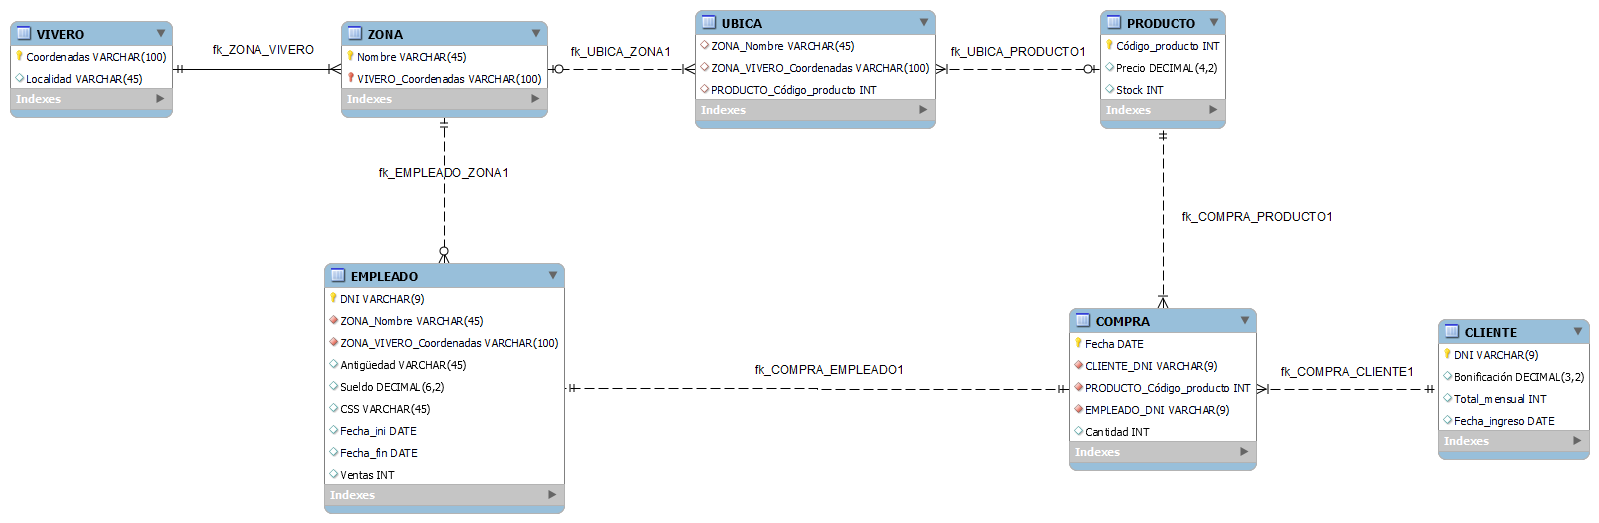 VIVERO
Coordenadas VARCHAR(100)
Localidad VARCHAR(45)
Indexes
fk_ZONA_VIVERO
ZONA
Nombre VARCHAR(45)
VIVERO_Coordenadas VARCHAR(100)
Indexes
fk_UBICA_ZONA1
UBICA
ZONA_Nombre VARCHAR(45)
ZONA_VIVERO_Coordenadas VARCHAR(100)
PRODUCTO_Código_producto INT
Indexes
fk_UBICA_PRODUCTO1
PRODUCTO
Código_producto INT
Precio DECIMAL(4,2)
Stock INT
Indexes
fk_EMPLEADO_ZONA1
fk_COMPRA_PRODUCTO1
EMPLEADO
DNI VARCHAR(9)
ZONA_Nombre VARCHAR(45)
ZONA_VIVERO_Coordenadas VARCHAR(100)
Antigüedad VARCHAR(45)
Sueldo DECIMAL(6,2)
CSS VARCHAR(45)
Fecha_ini DATE
Fecha_fin DATE
Ventas INT
Indexes
fk_COMPRA_EMPLEADO1
COMPRA
Fecha DATE
CLIENTE_DNI VARCHAR(9)
PRODUCTO_Código_producto INT
EMPLEADO_DNI VARCHAR(9)
Cantidad INT
Indexes
fk_COMPRA_CLIENTE1
CLIENTE
DNI VARCHAR(9)
Bonificación DECIMAL(3,2)
Total_mensual INT
Fecha_ingreso DATE
Indexes